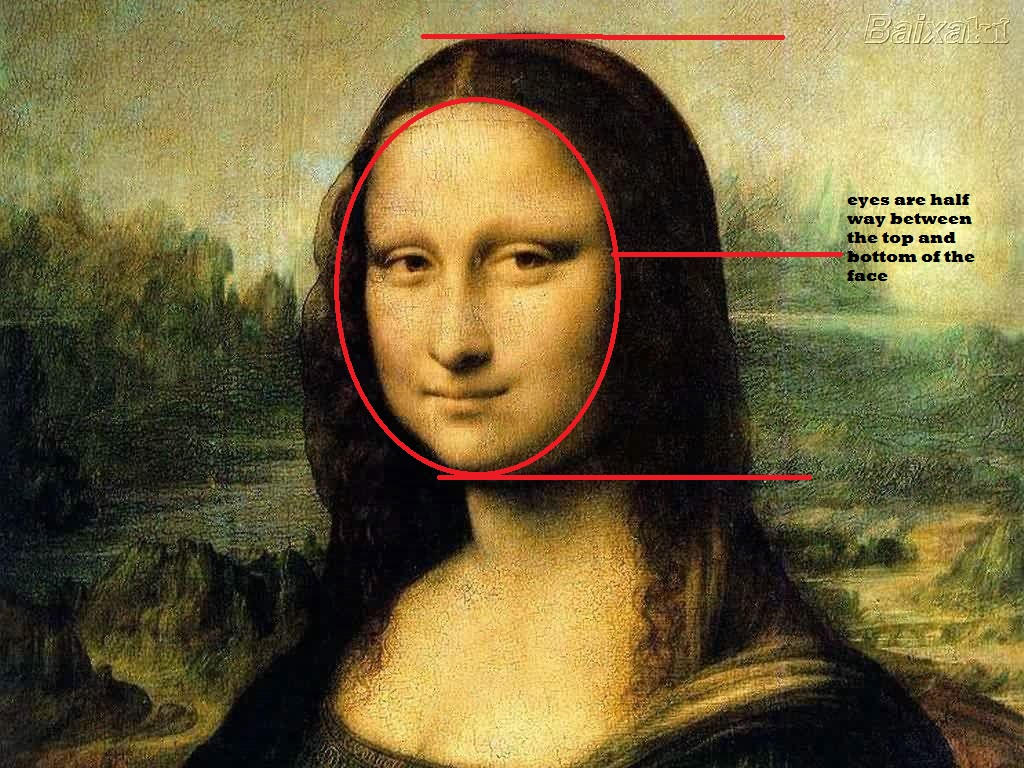 Baixaki
eyes are half
way between
the top and
bottom of the
face